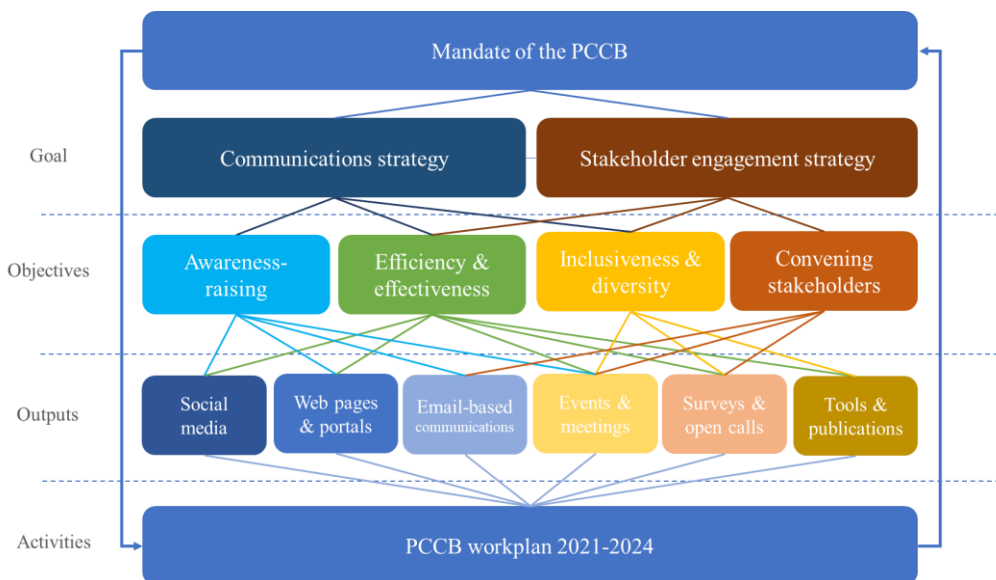 Mandate of the PCCB
Goal
Communications strategy
Stakeholder engagement strategy
Objectives
Awareness-
raising
Efficiency &
effectiveness
Inclusiveness &
diversity
Convening
stakeholders
Outputs
Social
media
Web pages
& portals
Email-based
communications
Events &
meetings
Surveys &
open calls
Tools &
publications
Activities
PCCB workplan 2021-2024